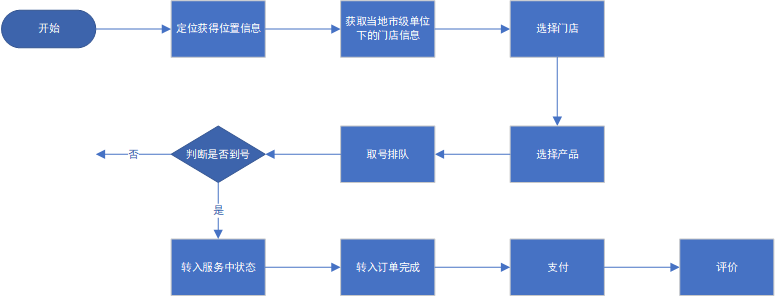 开始
定位获得位置信息
获取当地市级单位
下的门店信息
选择门店
否
判断是否到号
取号排队
选择产品
是
转入服务中状态
转入订单完成
支付
评价